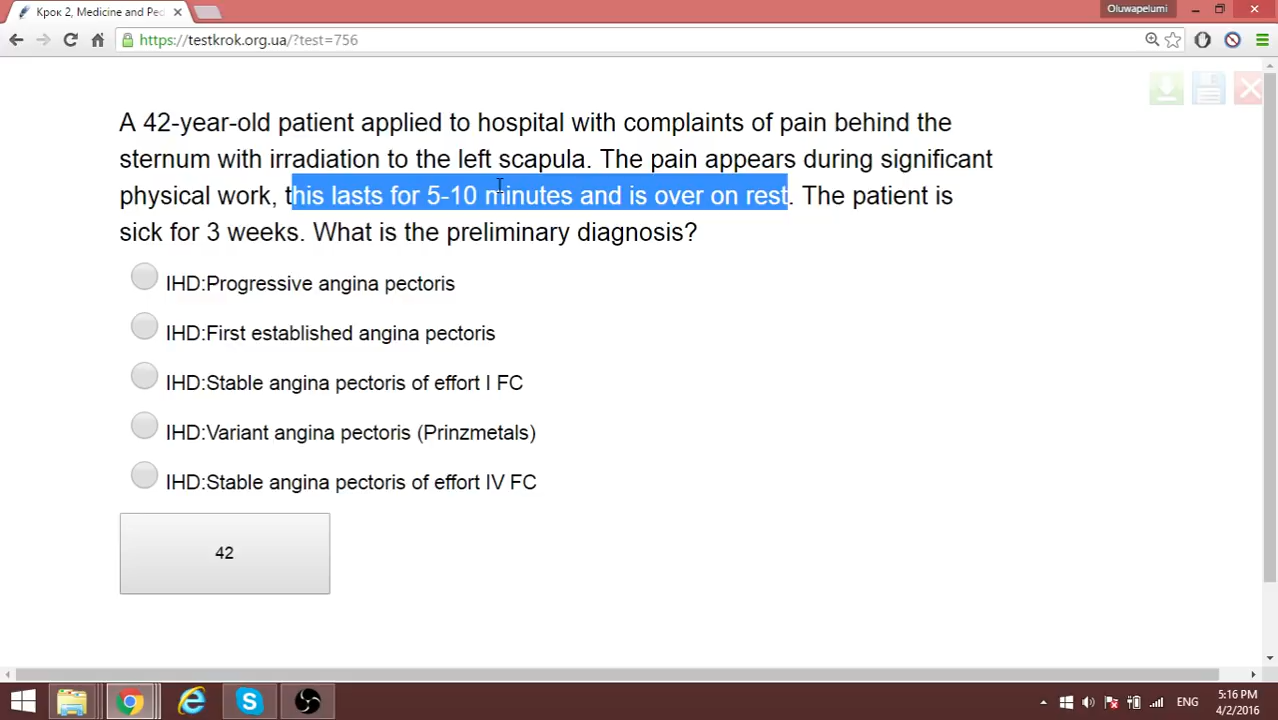 Крок 2, Medicine and Ped
Oluwapelumi
https://testkrok.org.ua/?test=756
A 42-year-old patient applied to hospital with complaints of pain behind the
sternum with irradiation to the left scapula. The pain appears during significant
physical work, this lasts for 5-10 minutes and is over on rest. The patient is
sick for 3 weeks. What is the preliminary diagnosis?
IHD:Progressive angina pectoris
IHD:First established angina pectoris
IHD:Stable angina pectoris of effort I FC
IHD:Variant angina pectoris (Prinzmetals)
IHD:Stable angina pectoris of effort IV FC
42
ENG
5:16 PM
4/2/2016